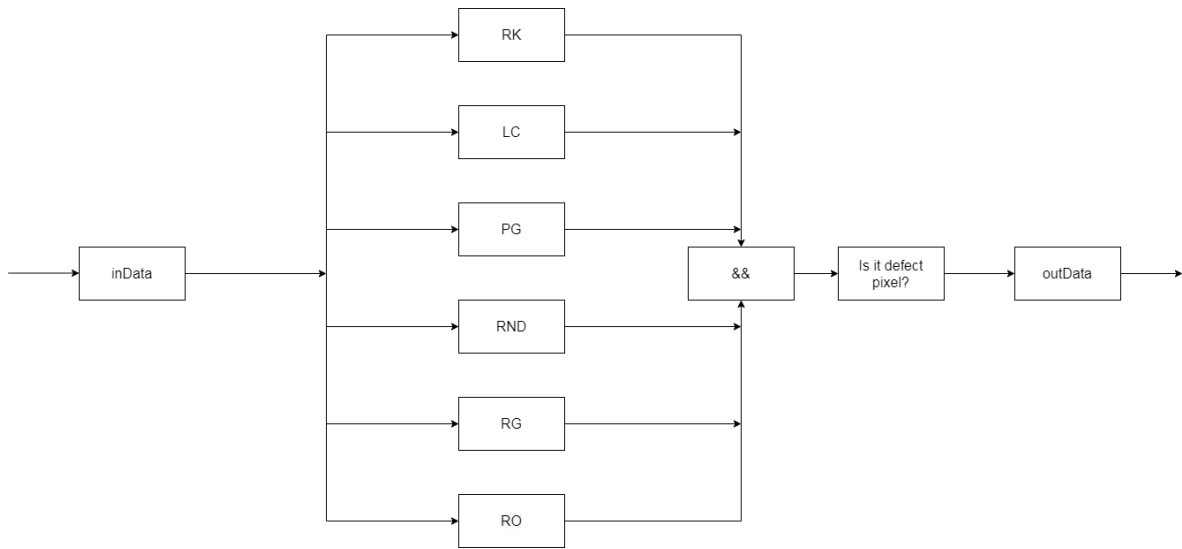 RK
LC
PG
inData
&&
Is it defect
pixel?
outData
RND
RG
RO